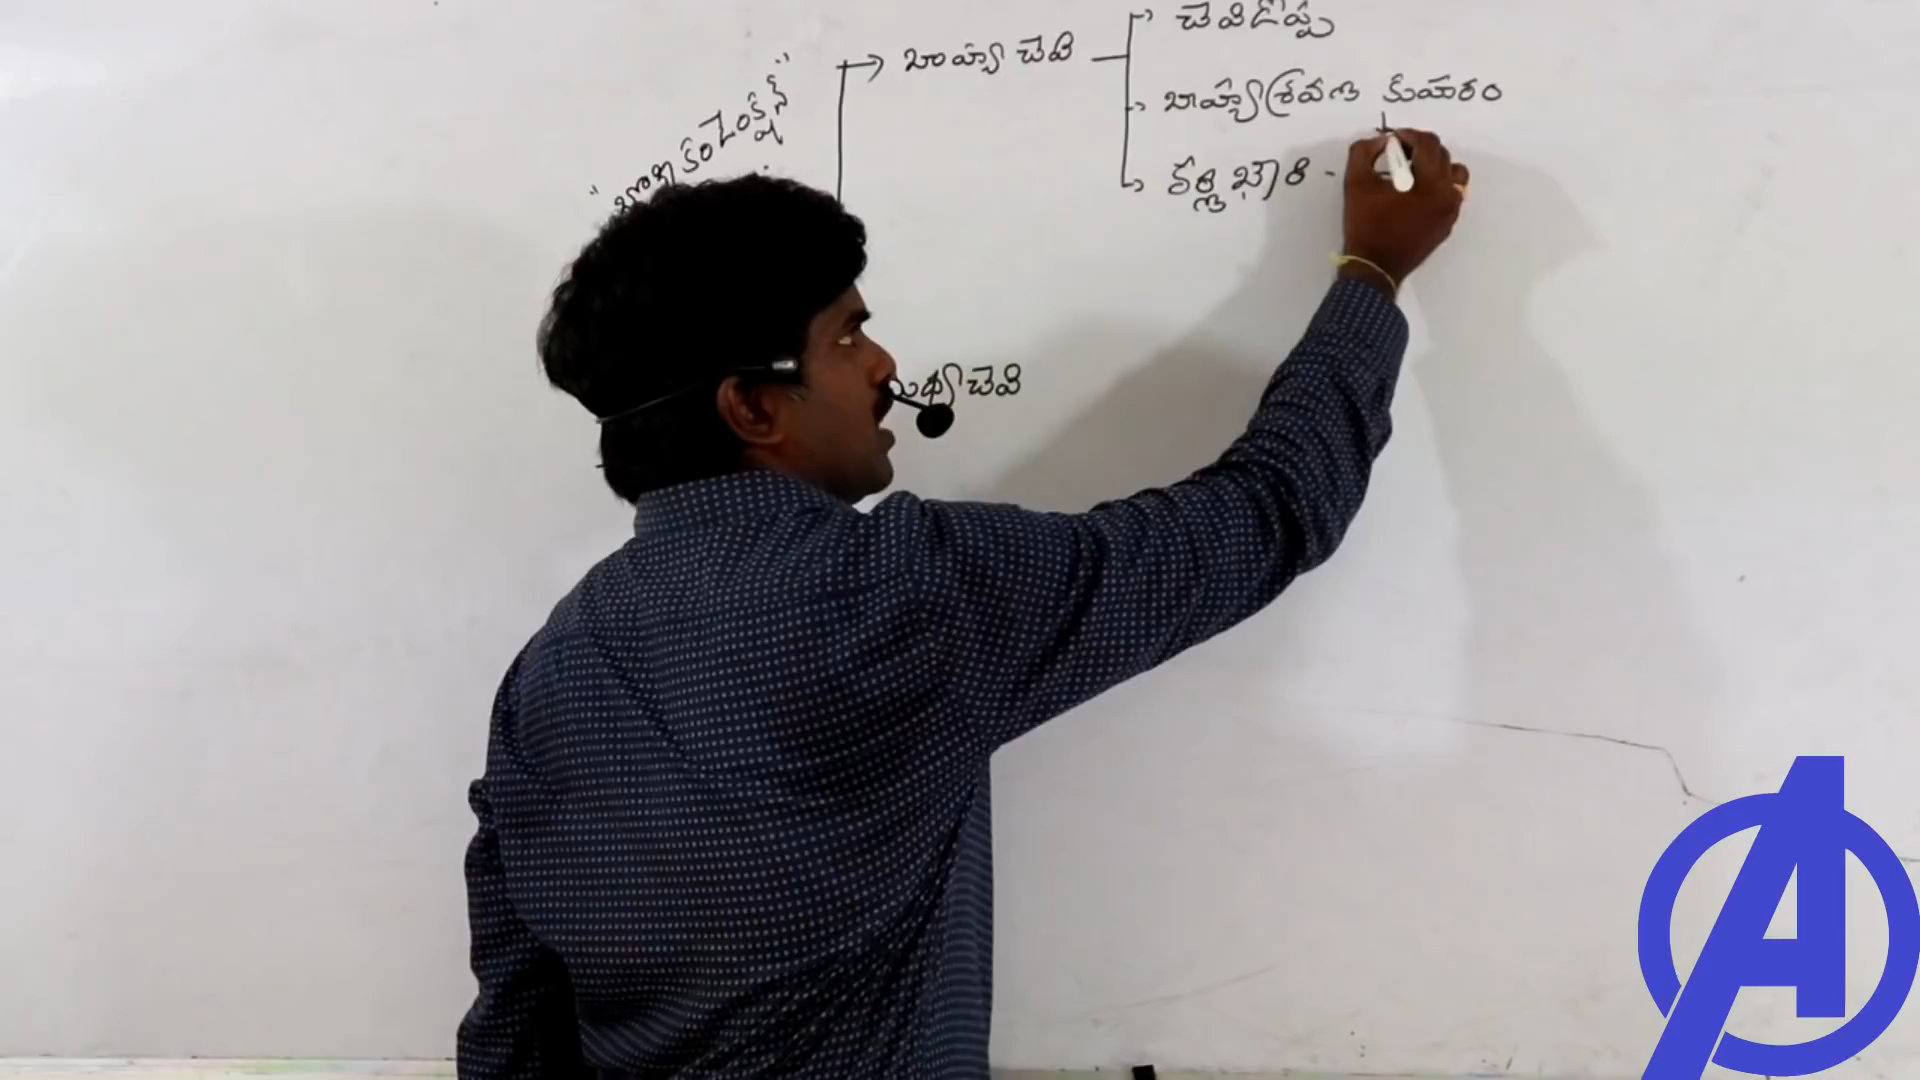 చెవిడొప్ప
బాహ్య చెవి
బాహ్యశ్రవణ కుహరం
కర్ణభేరి -
చెవి